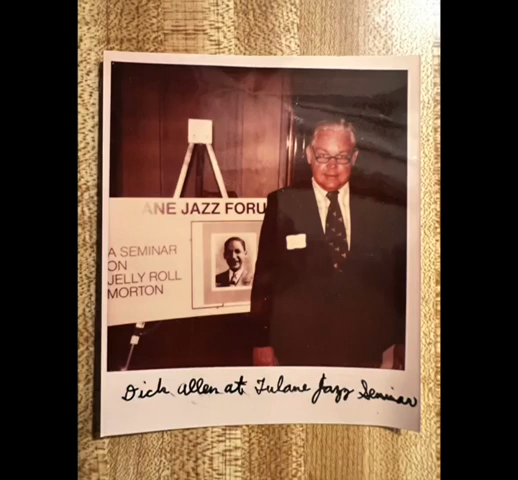 ANE JAZZ FORU
A SEMINAR
ON
JELLY ROLL
MORTON
Dick Allen at Tulane Jazz Seminar